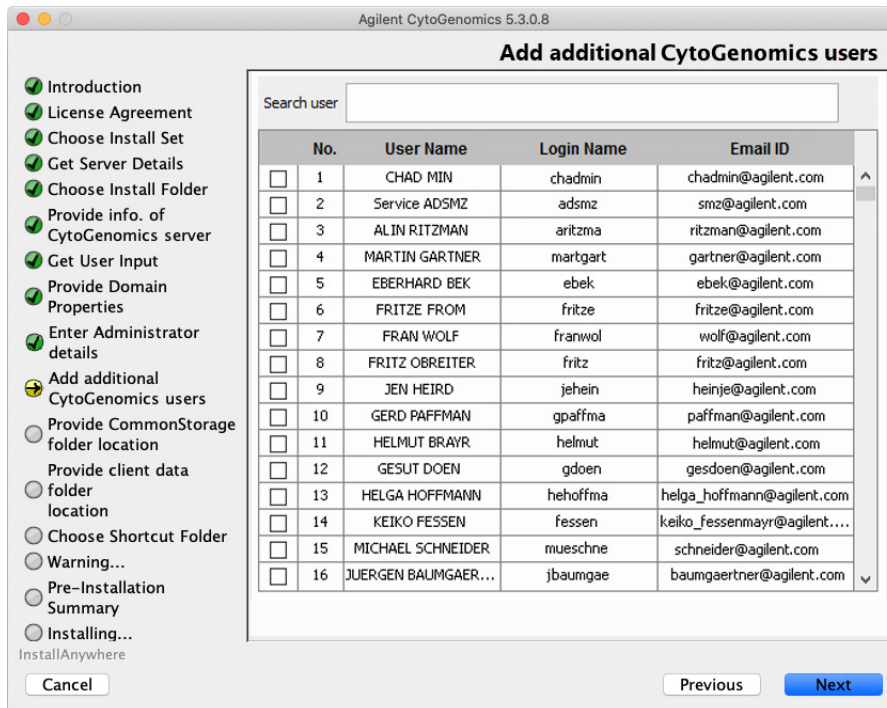 Agilent CytoGenomics 5.3.0.8
Add additional CytoGenomics users
Introduction
License Agreement
Choose Install Set
Get Server Details
Choose Install Folder
Provide info. of
CytoGenomics server
Get User Input
Provide Domain
Properties
Enter Administrator
details
Add additional
CytoGenomics users
Provide CommonStorage
folder location
Provide client data
folder
location
Choose Shortcut Folder
Warning...
Pre-Installation
Summary
Installing...
Search user
No. User Name Login Name Email ID
1 CHAD MIN chadmin chadmin@agilent.com
2 Service ADSMZ adsmz smz@agilent.com
3 ALIN RITZMAN aritzma ritzman@agilent.com
4 MARTIN GARTNER martgart gartner@agilent.com
5 EBERHARD BEK ebek ebek@agilent.com
6 FRITZE FROM fritze fritze@agilent.com
7 FRAN WOLF franwol wolf@agilent.com
8 FRITZ OBREITER fritz fritz@agilent.com
9 JEN HEIRD jehein heinje@agilent.com
10 GERD PAFFMAN gpaffma paffman@agilent.com
11 HELMUT BRAYR helmut helmut@agilent.com
12 GESUT DOEN gdoen gesdoen@agilent.com
13 HELGA HOFFMANN hehoffma helga_hoffmann@agilent.com
14 KEIKO FESSEN fessen keiko_fessenmayr@agilent....
15 MICHAEL SCHNEIDER mueschne schneider@agilent.com
16 JUERGEN BAUMGAER... jbaumgae baumgaertner@agilent.com
InstallAnywhere
Cancel Previous Next